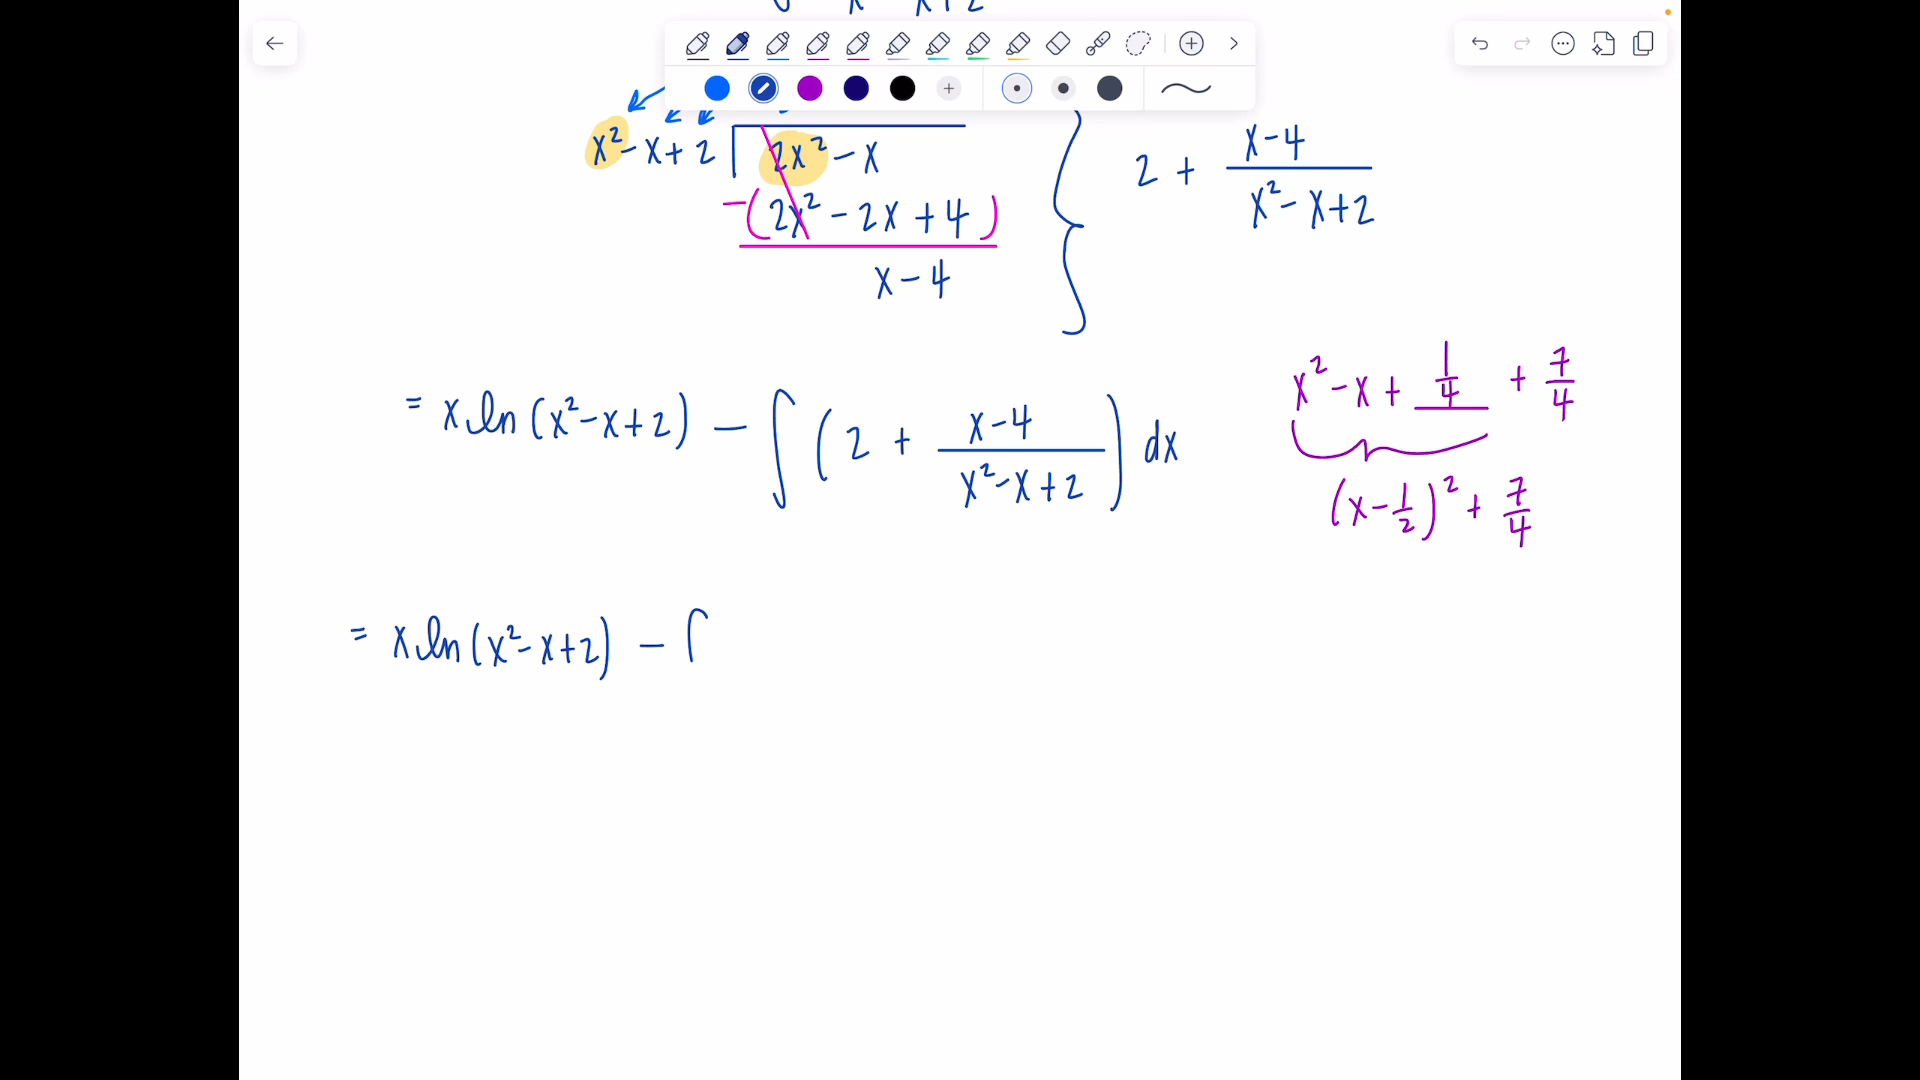 x² - x + 2 ⟌ 2x² - x
-(2x² - 2x + 4)
x - 4
2 + (x-4)/(x² - x + 2)
x² - x + 1/4 + 7/4
(x - 1/2)² + 7/4
= x ln(x² - x + 2) - ∫(2 + (x-4)/(x² - x + 2)) dx
= x ln(x² - x + 2) -